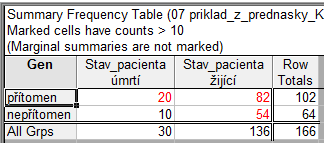 Summary Frequency Table (07 priklad_z_prednasky_K
Marked cells have counts > 10
(Marginal summaries are not marked)
Gen Stav_pacienta úmrtí Stav_pacienta žijící Row Totals
přítomen 20 82 102
nepřítomen 10 54 64
All Grps 30 136 166